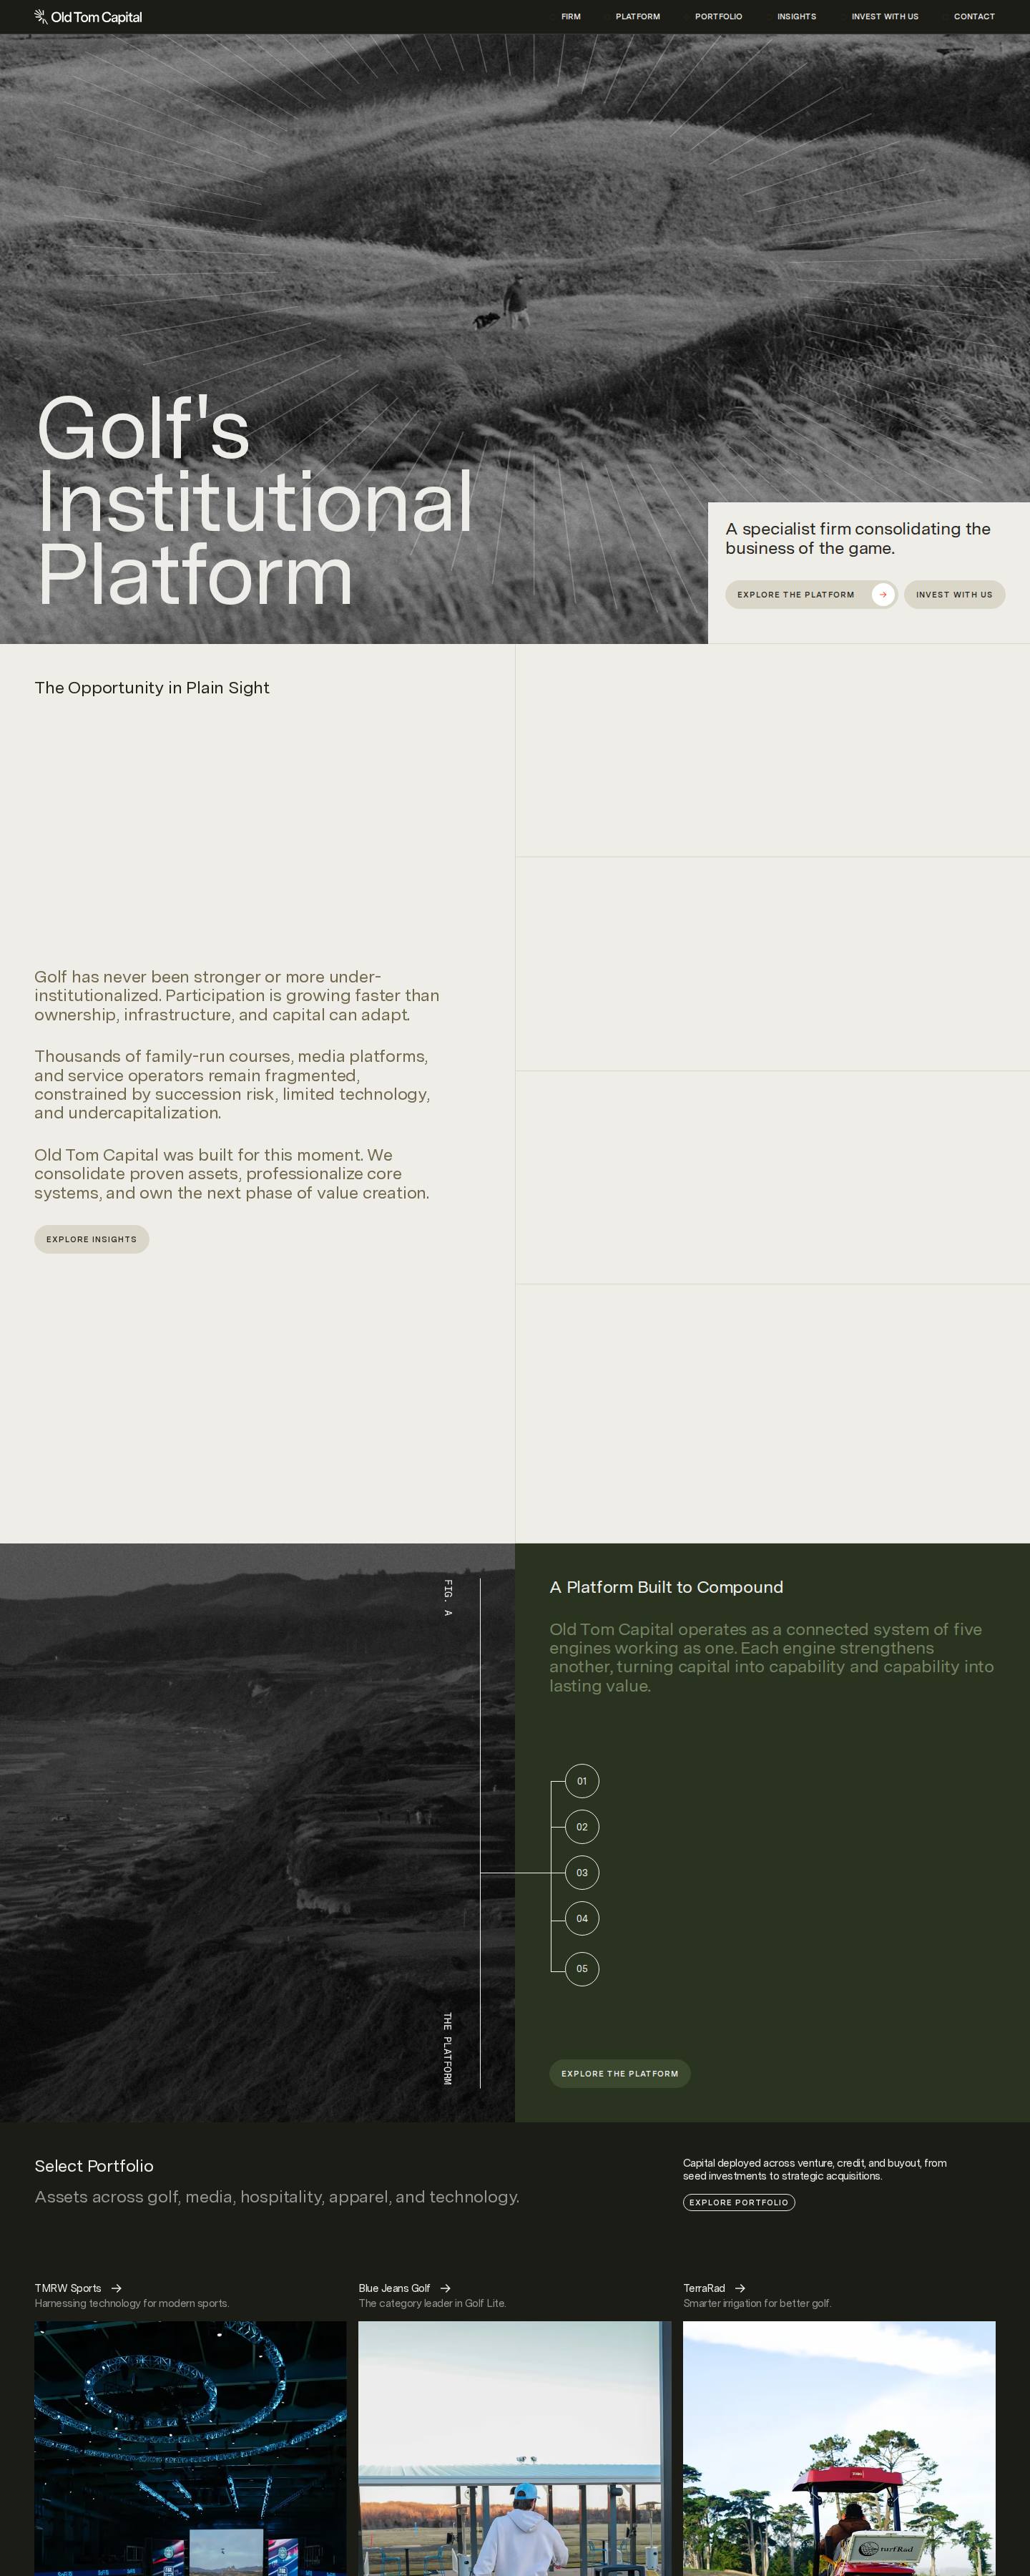 Old Tom Capital
FIRM
PLATFORM
PORTFOLIO
INSIGHTS
INVEST WITH US
CONTACT
Golf's
Institutional
Platform
A specialist firm consolidating the
business of the game.
EXPLORE THE PLATFORM
INVEST WITH US
The Opportunity in Plain Sight
Golf has never been stronger or more under-
institutionalized. Participation is growing faster than
ownership, infrastructure, and capital can adapt.
Thousands of family-run courses, media platforms,
and service operators remain fragmented,
constrained by succession risk, limited technology,
and undercapitalization.
Old Tom Capital was built for this moment. We
consolidate proven assets, professionalize core
systems, and own the next phase of value creation.
EXPLORE INSIGHTS
FIG. A
THE PLATFORM
A Platform Built to Compound
Old Tom Capital operates as a connected system of five
engines working as one. Each engine strengthens
another, turning capital into capability and capability into
lasting value.
01
02
03
04
05
EXPLORE THE PLATFORM
Select Portfolio
Assets across golf, media, hospitality, apparel, and technology.
Capital deployed across venture, credit, and buyout, from
seed investments to strategic acquisitions.
EXPLORE PORTFOLIO
TMRW Sports
Harnessing technology for modern sports.
Blue Jeans Golf
The category leader in Golf Lite.
TerraRad
Smarter irrigation for better golf.
turfRad